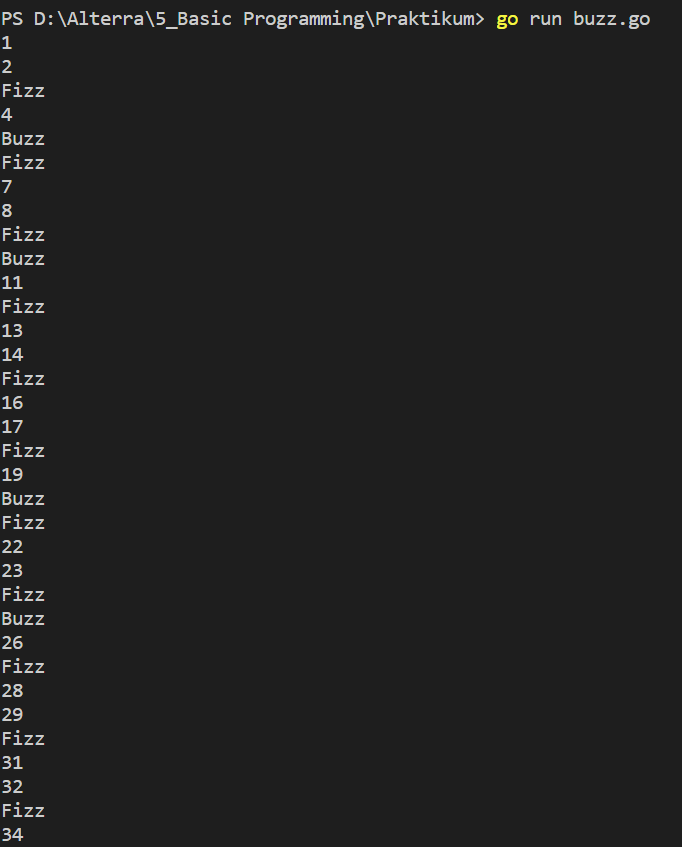 PS D:\Alterra\5_Basic Programming\Praktikum> go run buzz.go
1
2
Fizz
4
Buzz
Fizz
7
8
Fizz
Buzz
11
Fizz
13
14
Fizz
16
17
Fizz
19
Buzz
Fizz
22
23
Fizz
Buzz
26
Fizz
28
29
Fizz
31
32
Fizz
34